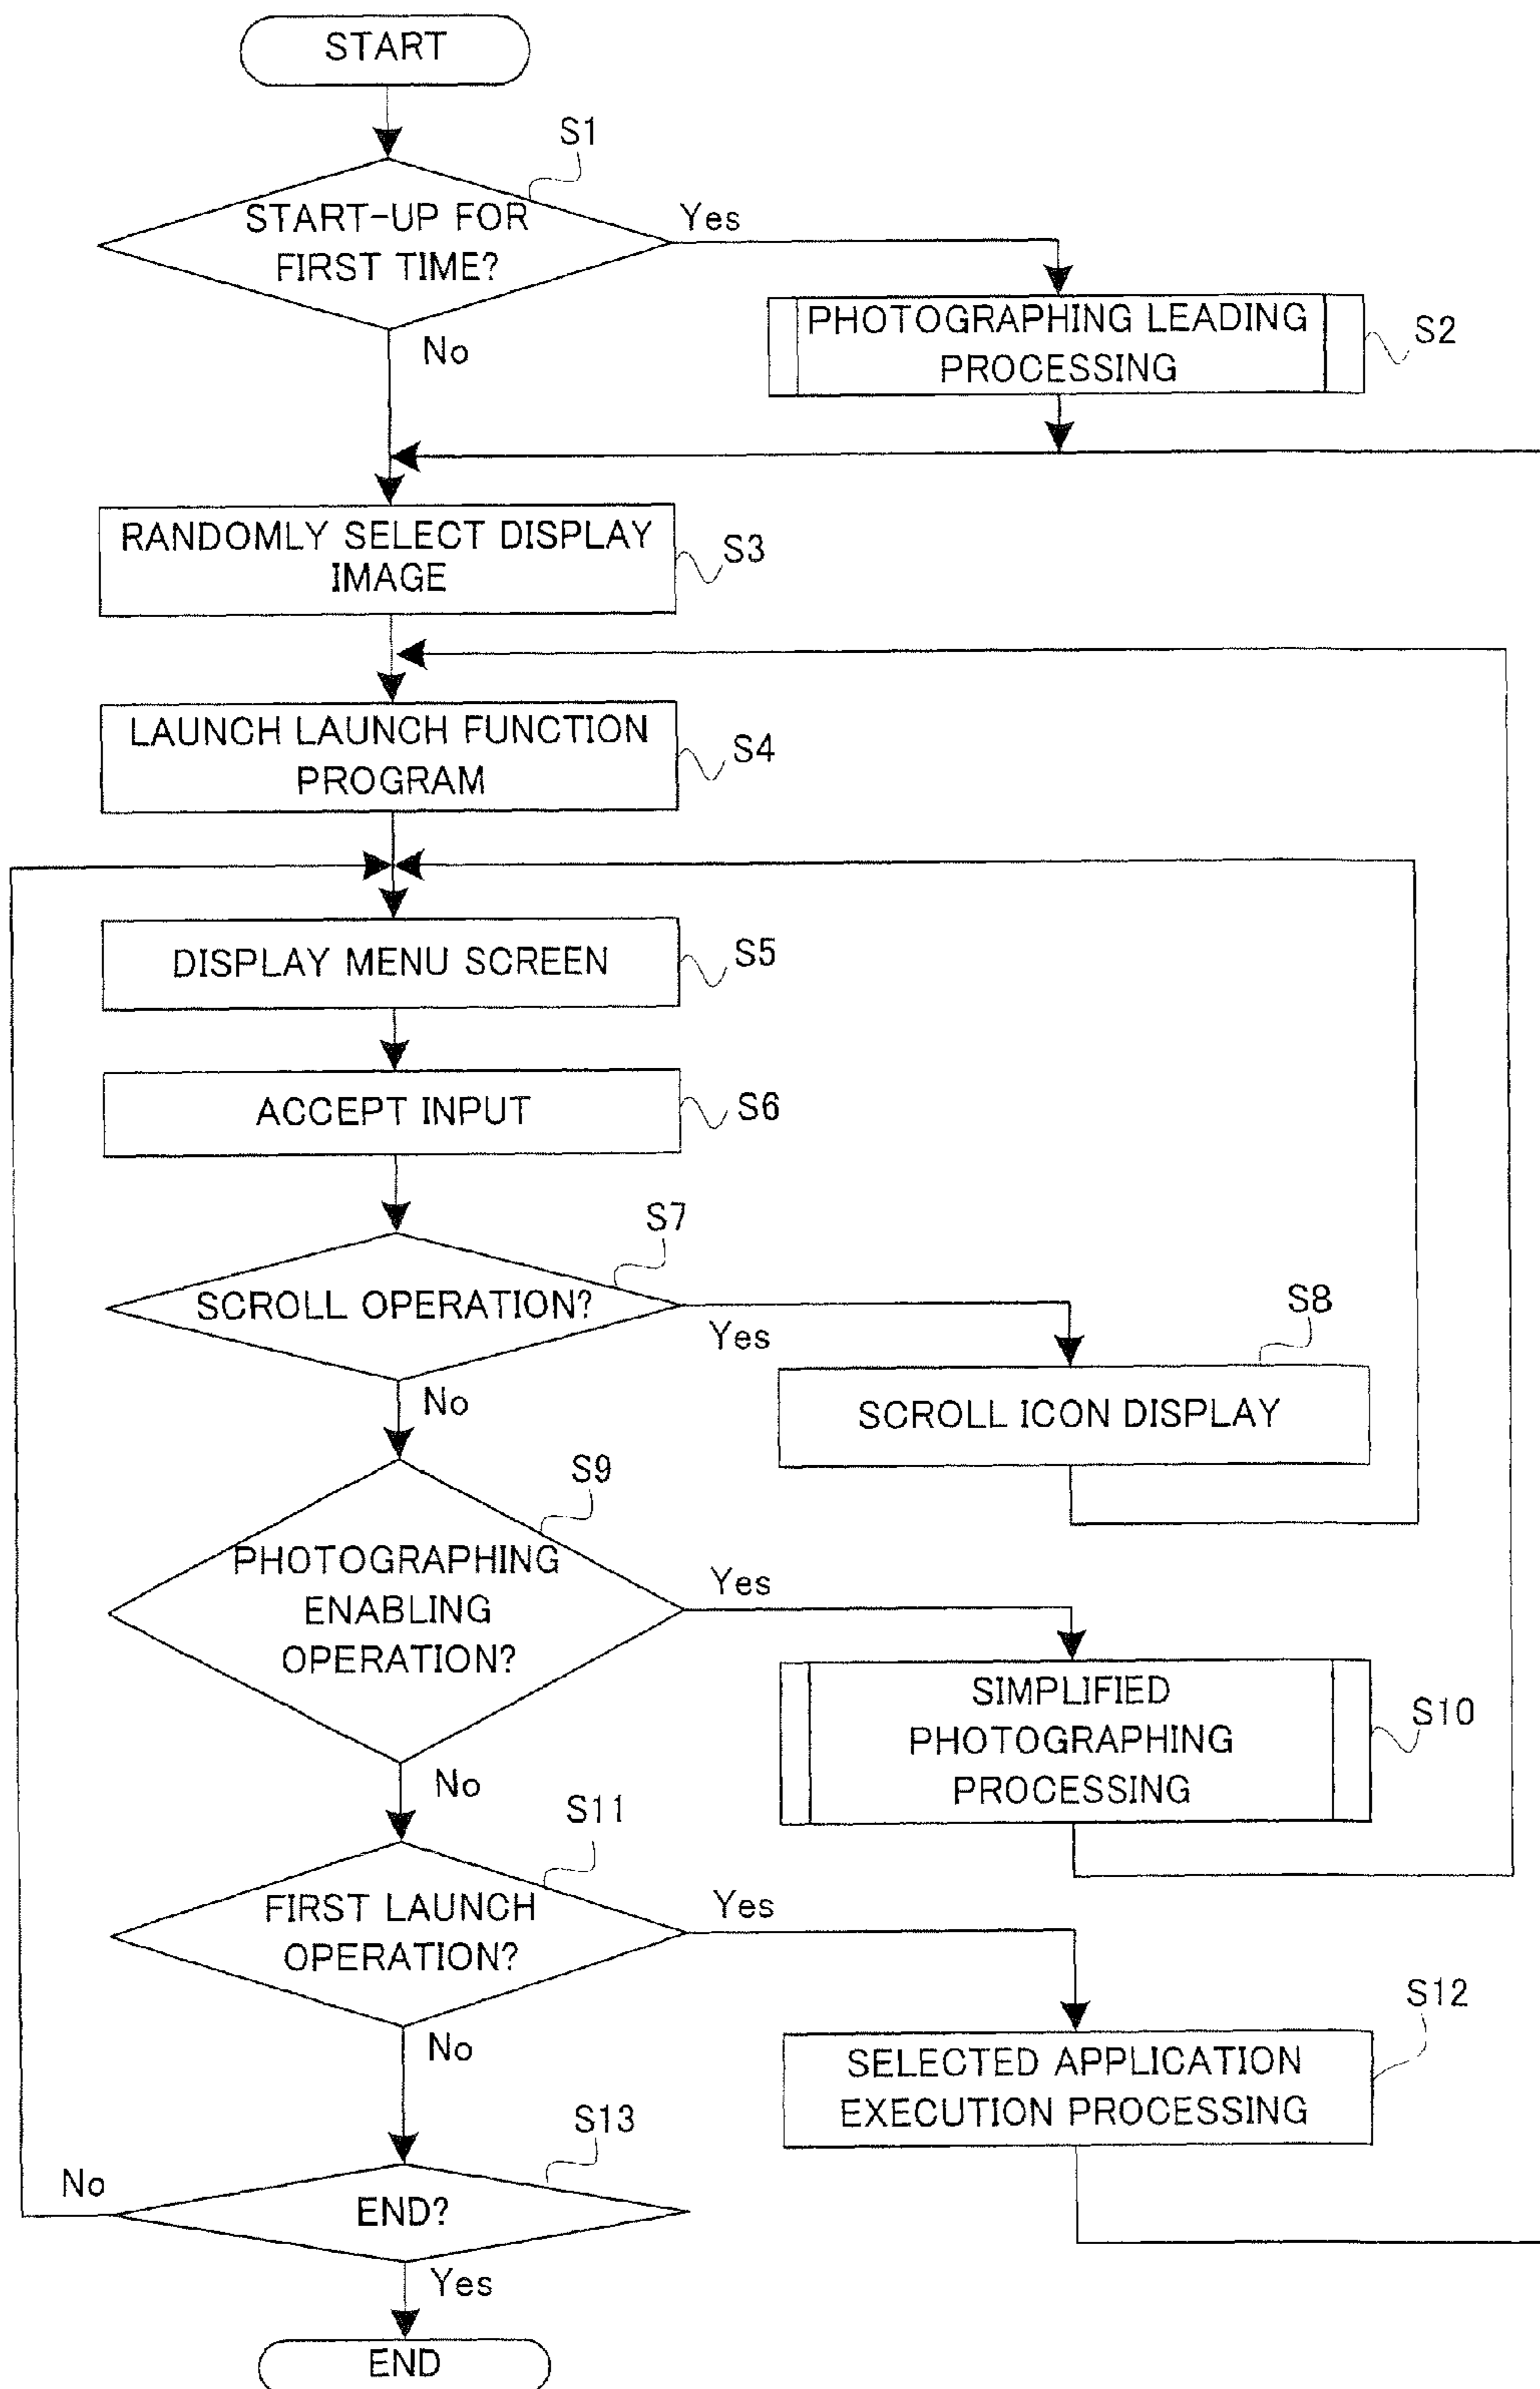 START
S1
START-UP FOR
FIRST TIME?
Yes
No
PHOTOGRAPHING LEADING
PROCESSING
S2
RANDOMLY SELECT DISPLAY
IMAGE
S3
LAUNCH LAUNCH FUNCTION
PROGRAM
S4
DISPLAY MENU SCREEN
S5
ACCEPT INPUT
S6
S7
SCROLL OPERATION?
Yes
No
S8
SCROLL ICON DISPLAY
S9
PHOTOGRAPHING
ENABLING
OPERATION?
Yes
No
SIMPLIFIED
PHOTOGRAPHING
PROCESSING
S10
S11
FIRST LAUNCH
OPERATION?
Yes
No
S12
SELECTED APPLICATION
EXECUTION PROCESSING
S13
END?
No
Yes
END